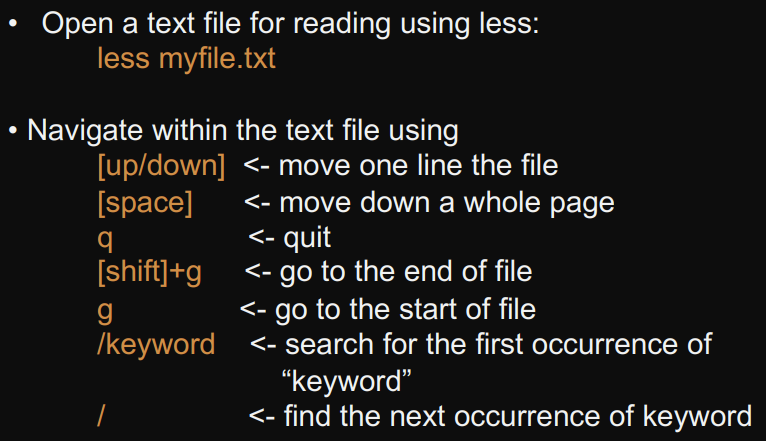 • Open a text file for reading using less:
less myfile.txt
• Navigate within the text file using
[up/down] <- move one line the file
[space] <- move down a whole page
q <- quit
[shift]+g <- go to the end of file
g <- go to the start of file
/keyword <- search for the first occurrence of
“keyword”
/ <- find the next occurrence of keyword